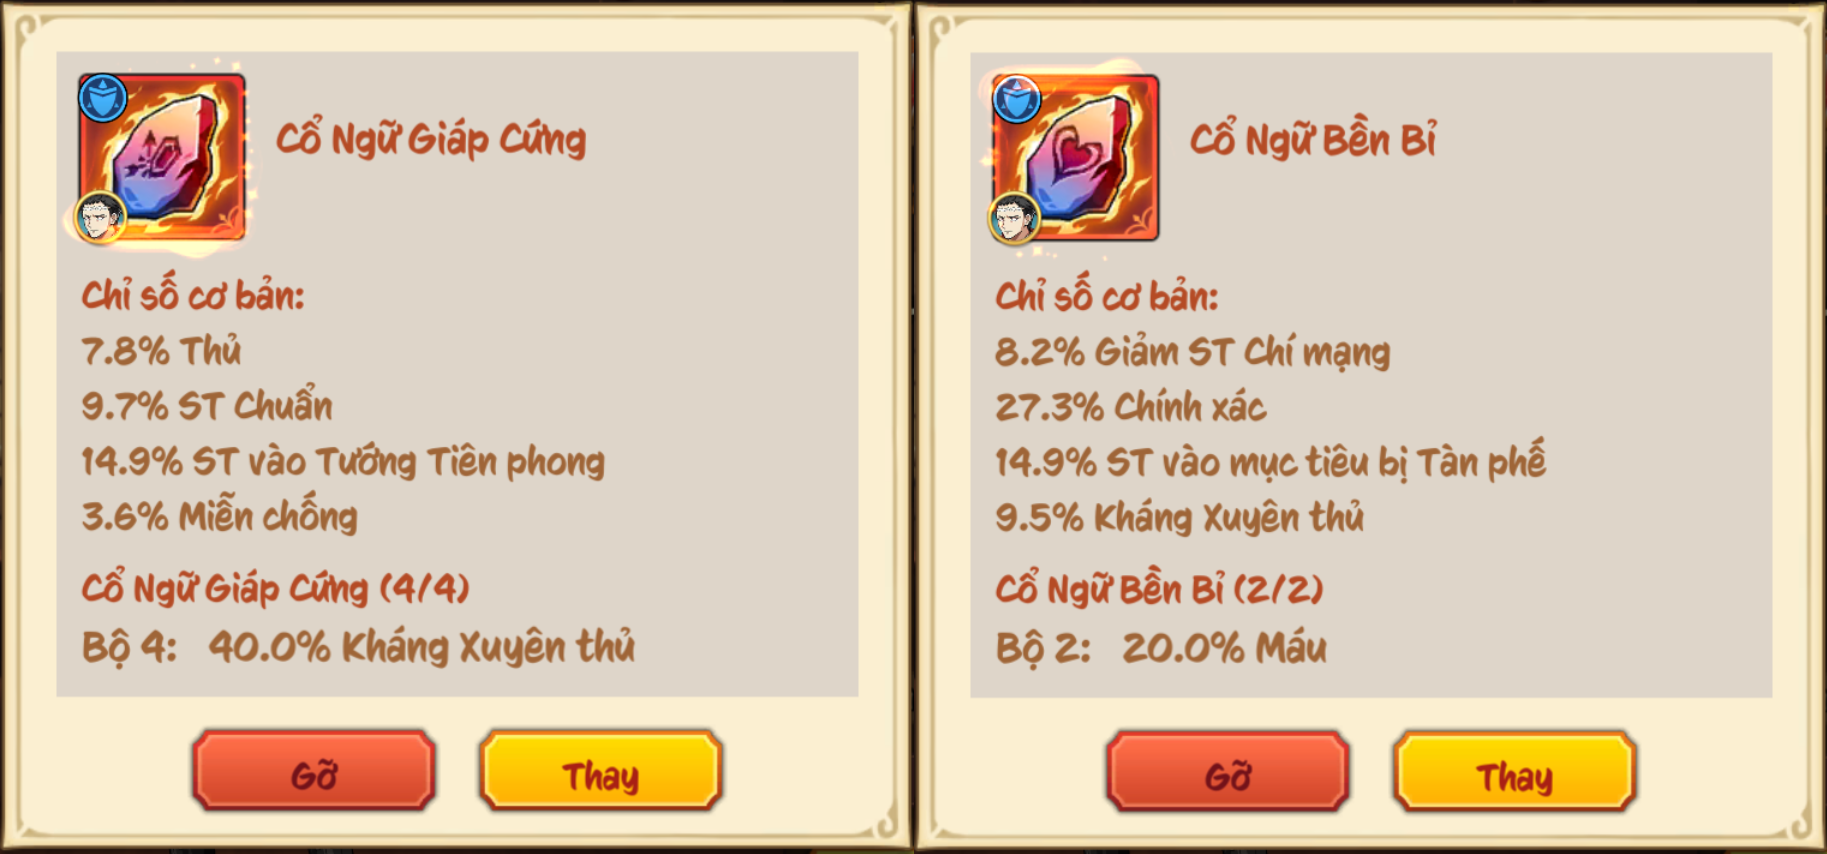 Cổ Ngữ Giáp Cứng
Chỉ số cơ bản:
7.8% Thủ
9.7% ST Chuẩn
14.9% ST vào Tướng Tiên phong
3.6% Miễn chống
Cổ Ngữ Giáp Cứng (4/4)
Bộ 4: 40.0% Kháng Xuyên thủ
Gỡ
Thay
Cổ Ngữ Bền Bỉ
Chỉ số cơ bản:
8.2% Giảm ST Chí mạng
27.3% Chính xác
14.9% ST vào mục tiêu bị Tàn phế
9.5% Kháng Xuyên thủ
Cổ Ngữ Bền Bỉ (2/2)
Bộ 2: 20.0% Máu
Gỡ
Thay